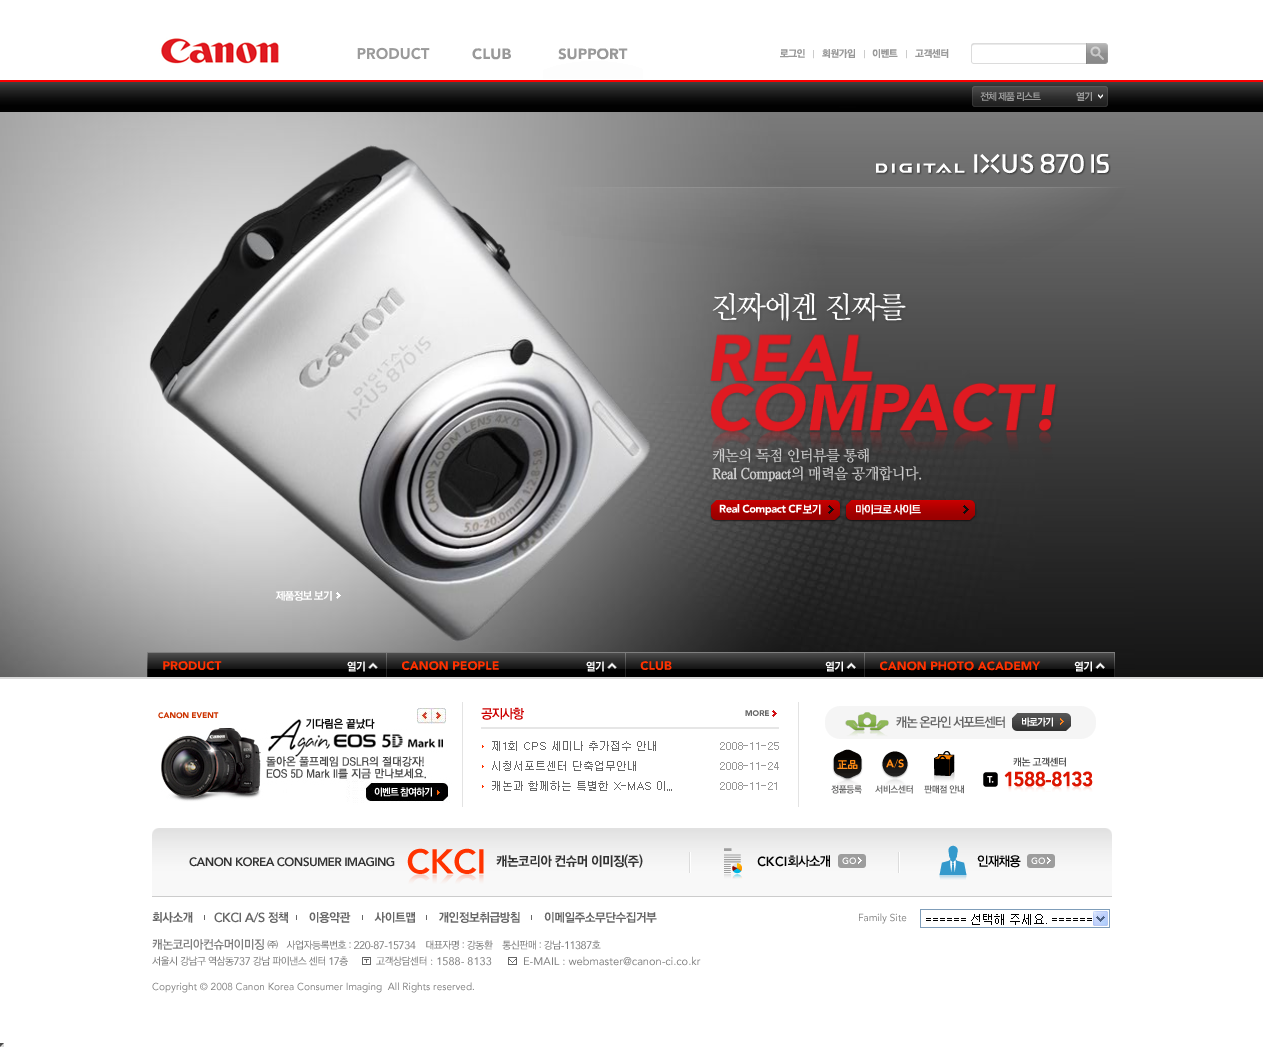 Canon
PRODUCT CLUB SUPPORT
로그인 회원가입 이벤트 고객센터
전체 제품 리스트 열기
DIGITAL IXUS 870 IS
Canon
DIGITAL
IXUS 870 IS
CANON ZOOM LENS 4X IS
5.0-20.0mm 1:2.8-5.8
진짜에겐 진짜를
REAL
COMPACT!
캐논의 독점 인터뷰를 통해
Real Compact의 매력을 공개합니다.
Real Compact CF보기 마이크로 사이트
제품정보 보기
PRODUCT 열기 CANON PEOPLE 열기 CLUB 열기 CANON PHOTO ACADEMY 열기
CANON EVENT
기다림은 끝났다
Again, EOS 5D Mark II
돌아온 풀프레임 DSLR의 절대강자!
EOS 5D Mark II를 지금 만나보세요.
이벤트 참여하기
공지사항 MORE
제1회 CPS 세미나 추가접수 안내 2008-11-25
시청서포트센터 단축업무안내 2008-11-24
캐논과 함께하는 특별한 X-MAS 이... 2008-11-21
캐논 온라인 서포트센터 바로가기
正品 A/S
정품등록 서비스센터 판매점 안내
캐논 고객센터
T. 1588-8133
CANON KOREA CONSUMER IMAGING CKCI 캐논코리아 컨슈머 이미징(주)
CKCI회사소개 GO
인재채용 GO
회사소개 CKCI A/S 정책 이용약관 사이트맵 개인정보취급방침 이메일주소무단수집거부
Family Site ====== 선택해 주세요. ======
캐논코리아컨슈머이미징 ㈜ 사업자등록번호 : 220-87-15734 대표자명 : 강동환 통신판매 : 강남-11387호
서울시 강남구 역삼동737 강남 파이낸스 센터 17층 고객상담센터 : 1588- 8133 E-MAIL : webmaster@canon-ci.co.kr
Copyright © 2008 Canon Korea Consumer Imaging All Rights reserved.